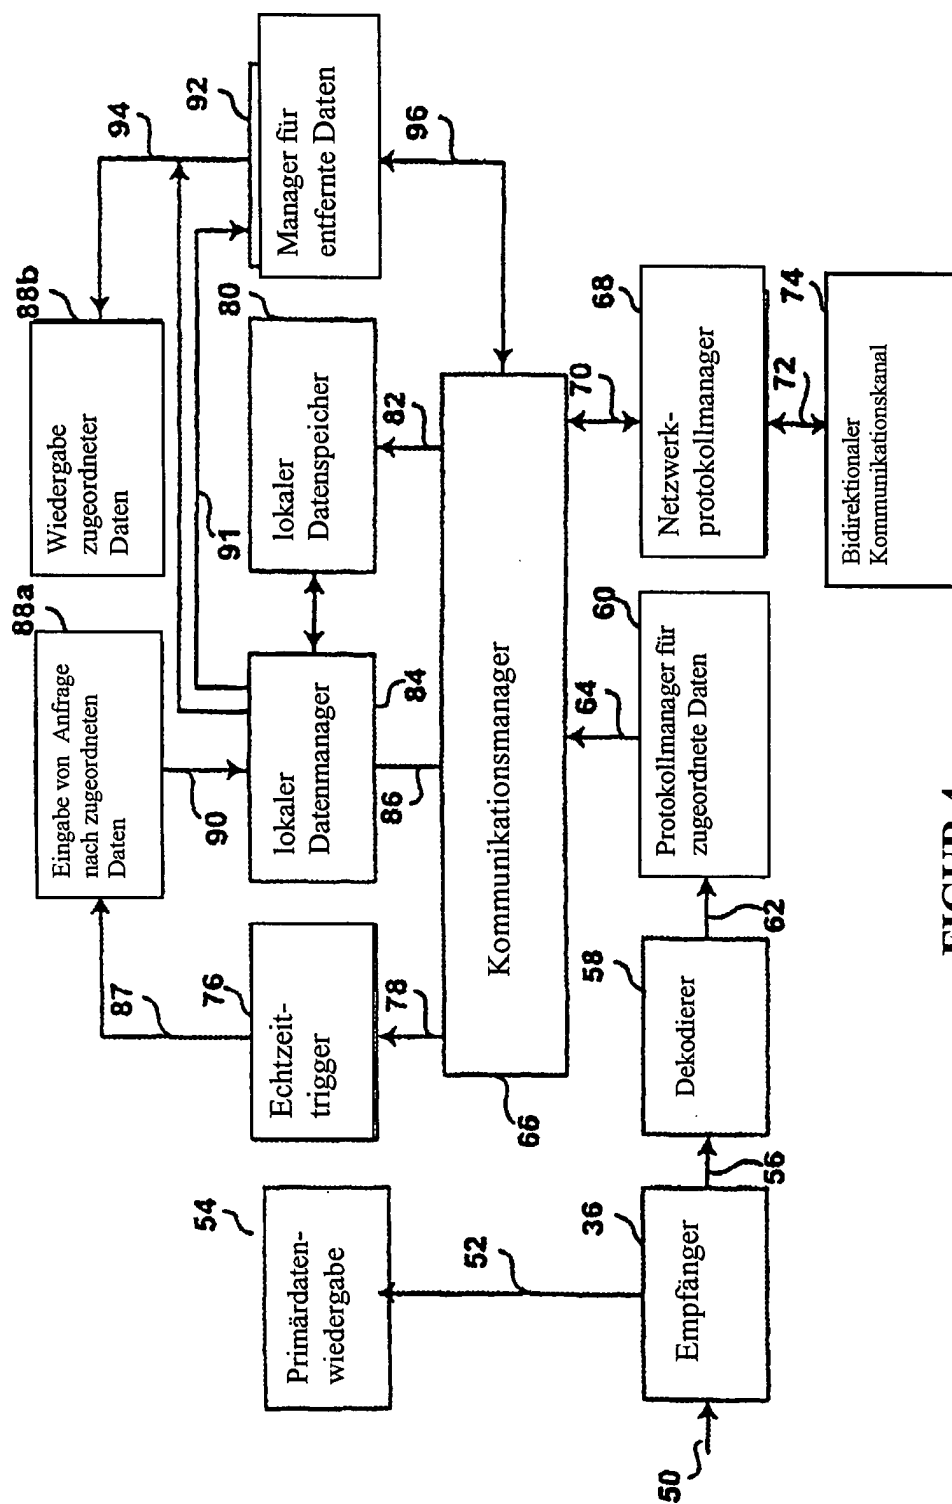 88a
88b
Eingabe von Anfrage
nach zugeordneten
Daten
Wiedergabe
zugeordneter
Daten
87
90
91
94
54
76
80
92
Primärdaten-
wiedergabe
Echtzeit-
trigger
lokaler
Datenmanager
lokaler
Datenspeicher
Manager für
entfernte Daten
84
52
78
86
82
96
Kommunikationsmanager
66
64
70
36
58
60
68
Empfänger
Dekodierer
Protokollmanager für
zugeordnete Daten
Netzwerk-
protokollmanager
50
56
62
72
74
Bidirektionaler
Kommunikationskanal
FIGUR 4